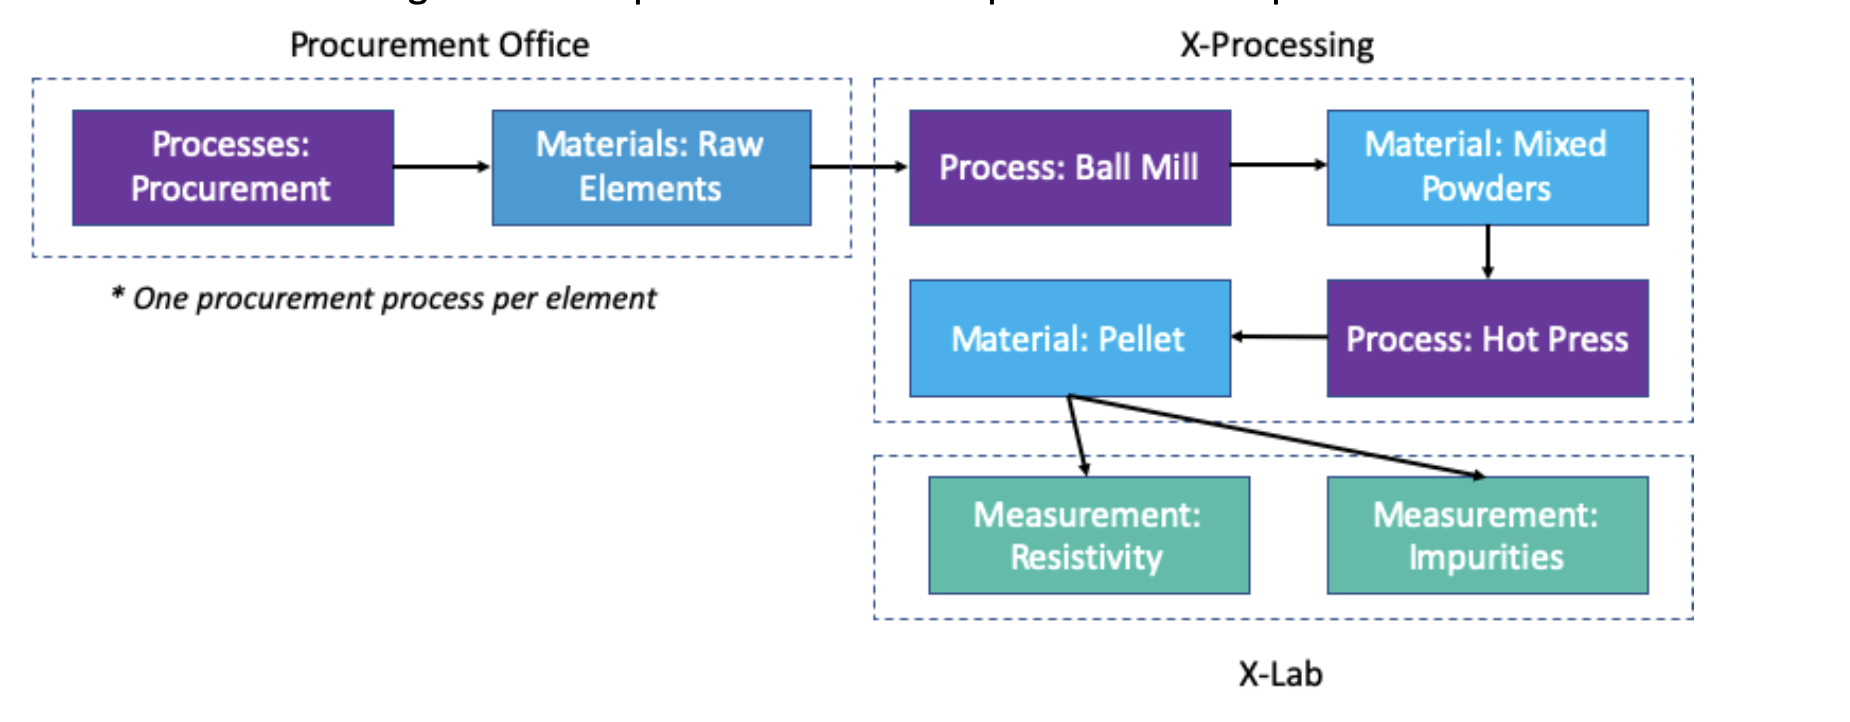 Procurement Office
X-Processing
Processes:
Procurement
Materials: Raw
Elements
Process: Ball Mill
Material: Mixed
Powders
* One procurement process per element
Material: Pellet
Process: Hot Press
Measurement:
Resistivity
Measurement:
Impurities
X-Lab